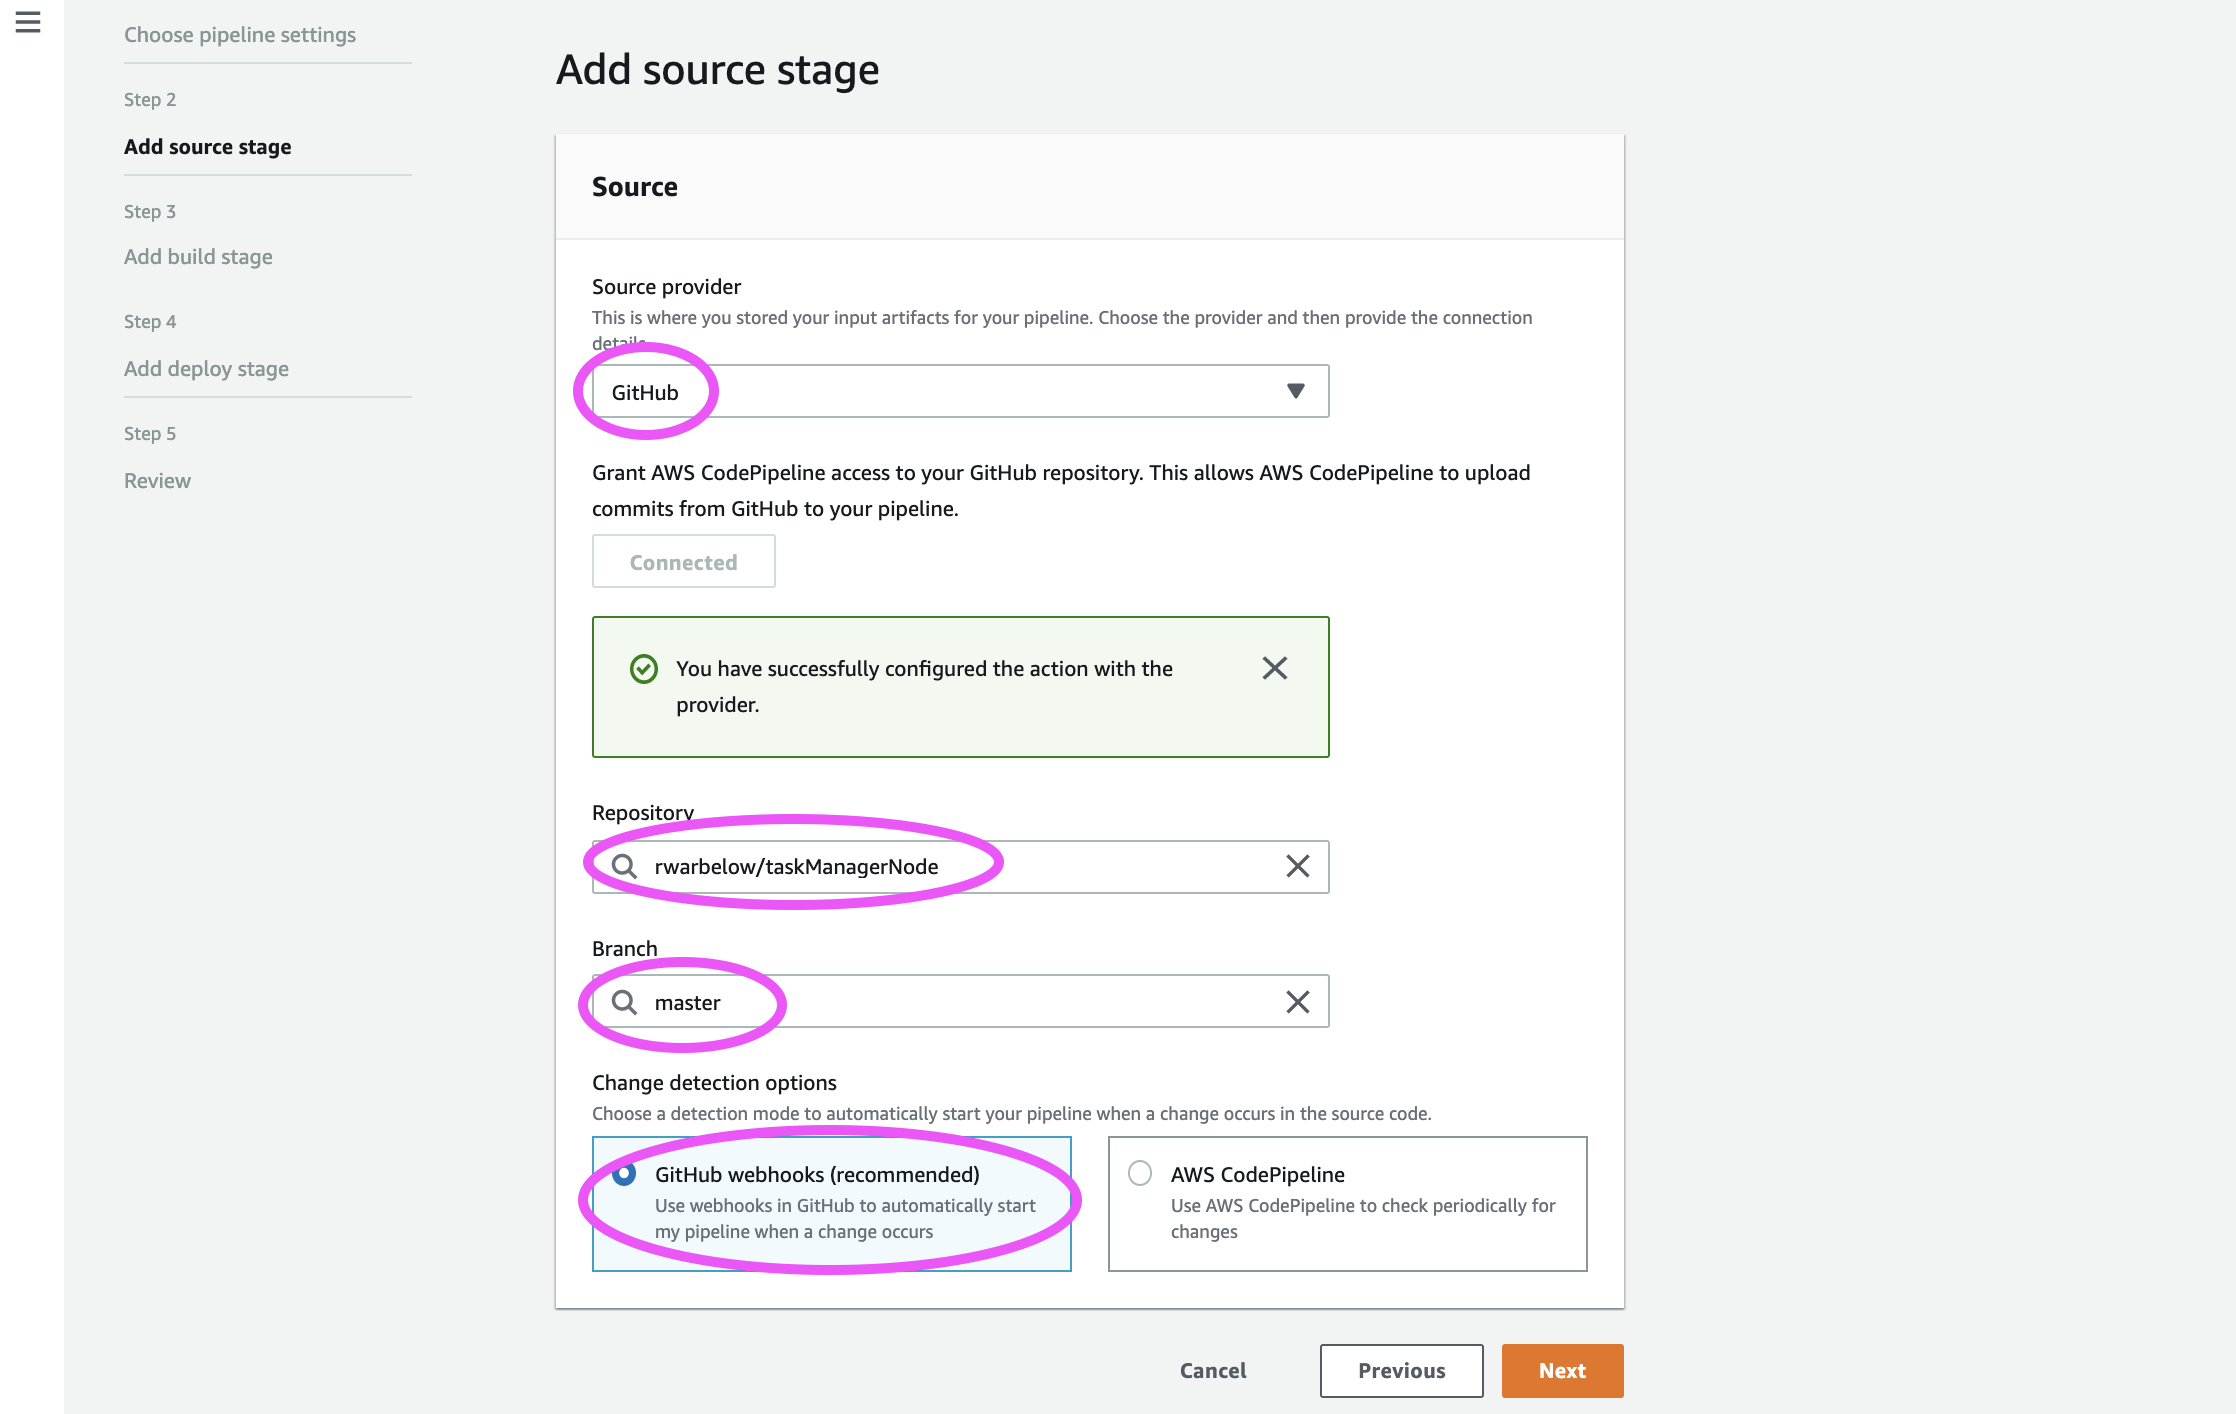 Choose pipeline settings
Step 2
Add source stage
Step 3
Add build stage
Step 4
Add deploy stage
Step 5
Review
Add source stage
Source
Source provider
This is where you stored your input artifacts for your pipeline. Choose the provider and then provide the connection
details.
GitHub
Grant AWS CodePipeline access to your GitHub repository. This allows AWS CodePipeline to upload
commits from GitHub to your pipeline.
Connected
You have successfully configured the action with the
provider.
Repository
rwarbelow/taskManagerNode
Branch
master
Change detection options
Choose a detection mode to automatically start your pipeline when a change occurs in the source code.
GitHub webhooks (recommended)
Use webhooks in GitHub to automatically start
my pipeline when a change occurs
AWS CodePipeline
Use AWS CodePipeline to check periodically for
changes
Cancel
Previous
Next